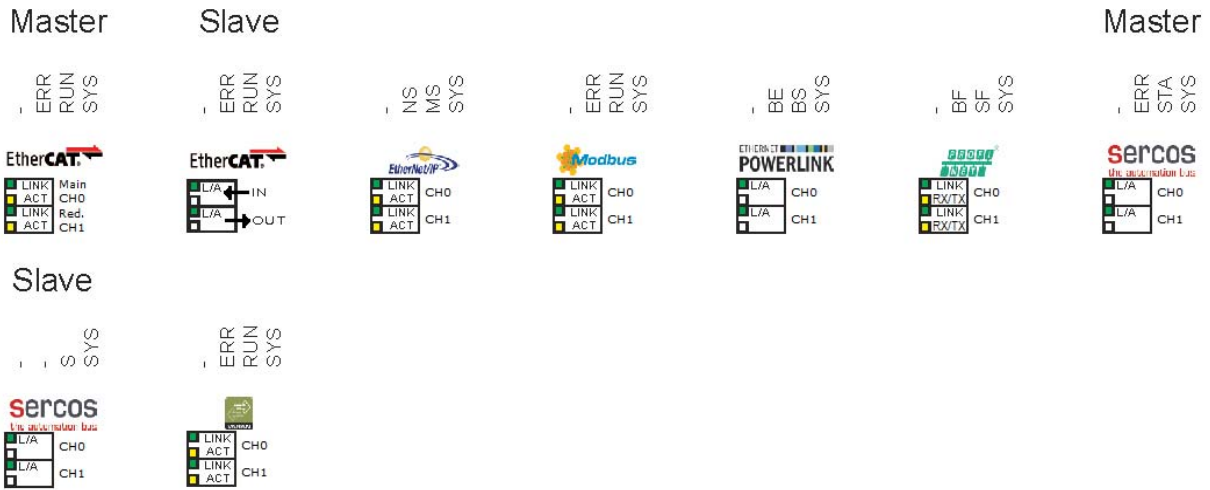 Master
Slave
Master
- ERR RUN SYS
- ERR RUN SYS
- NS MS SYS
- ERR RUN SYS
- BE BS SYS
- BF SF SYS
- ERR STA SYS
EtherCAT®
LINK Main
ACT CH0
LINK Red.
ACT CH1
EtherCAT®
L/A IN
L/A OUT
EtherNet/IP
LINK
ACT CH0
LINK
ACT CH1
Modbus
LINK
ACT CH0
LINK
ACT CH1
ETHERNET
POWERLINK
L/A CH0
L/A CH1
PROFI
NET
LINK
RX/TX CH0
LINK
RX/TX CH1
sercos
the automation bus
L/A CH0
L/A CH1
Slave
- - S SYS
- ERR RUN SYS
sercos
the automation bus
L/A CH0
L/A CH1
LINK
ACT CH0
LINK
ACT CH1